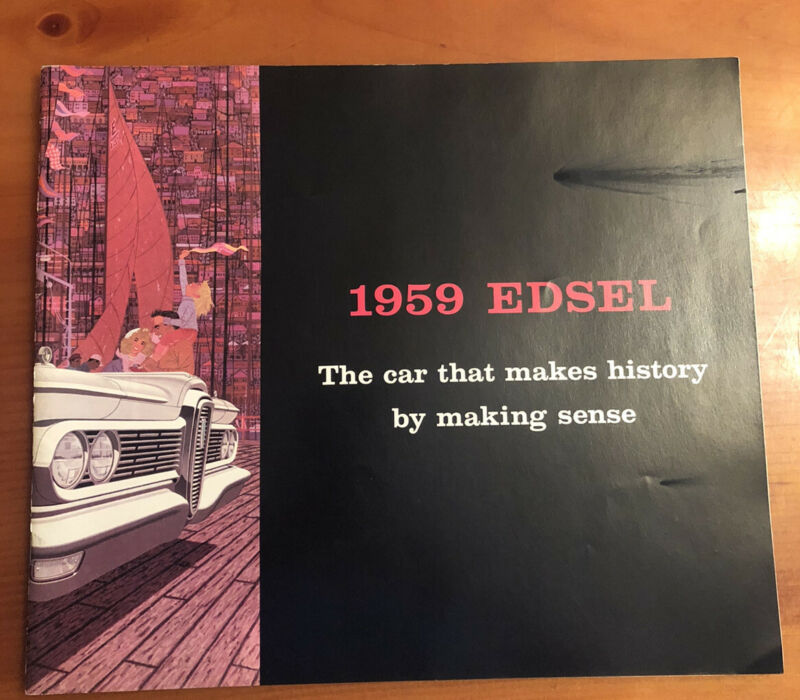 1959 EDSEL
The car that makes history
by making sense